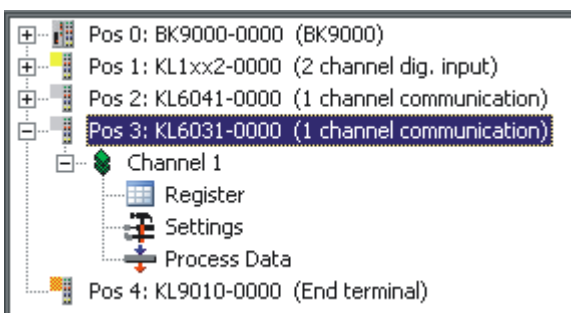 Pos 0: BK9000-0000 (BK9000)
Pos 1: KL1xx2-0000 (2 channel dig. input)
Pos 2: KL6041-0000 (1 channel communication)
Pos 3: KL6031-0000 (1 channel communication)
Channel 1
Register
Settings
Process Data
Pos 4: KL9010-0000 (End terminal)